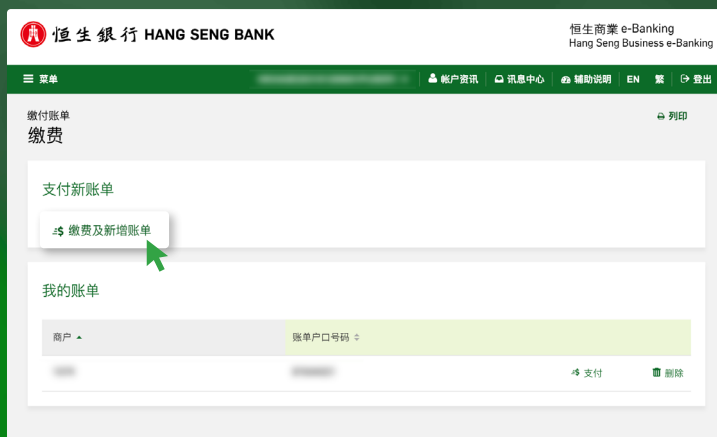 恒生銀行 HANG SENG BANK
恒生商業 e-Banking
Hang Seng Business e-Banking
菜单
帐户资讯 讯息中心 辅助说明 EN 繁 登出
缴付账单
列印
缴费
支付新账单
缴费及新增账单
我的账单
商户 账单户口号码
支付 删除